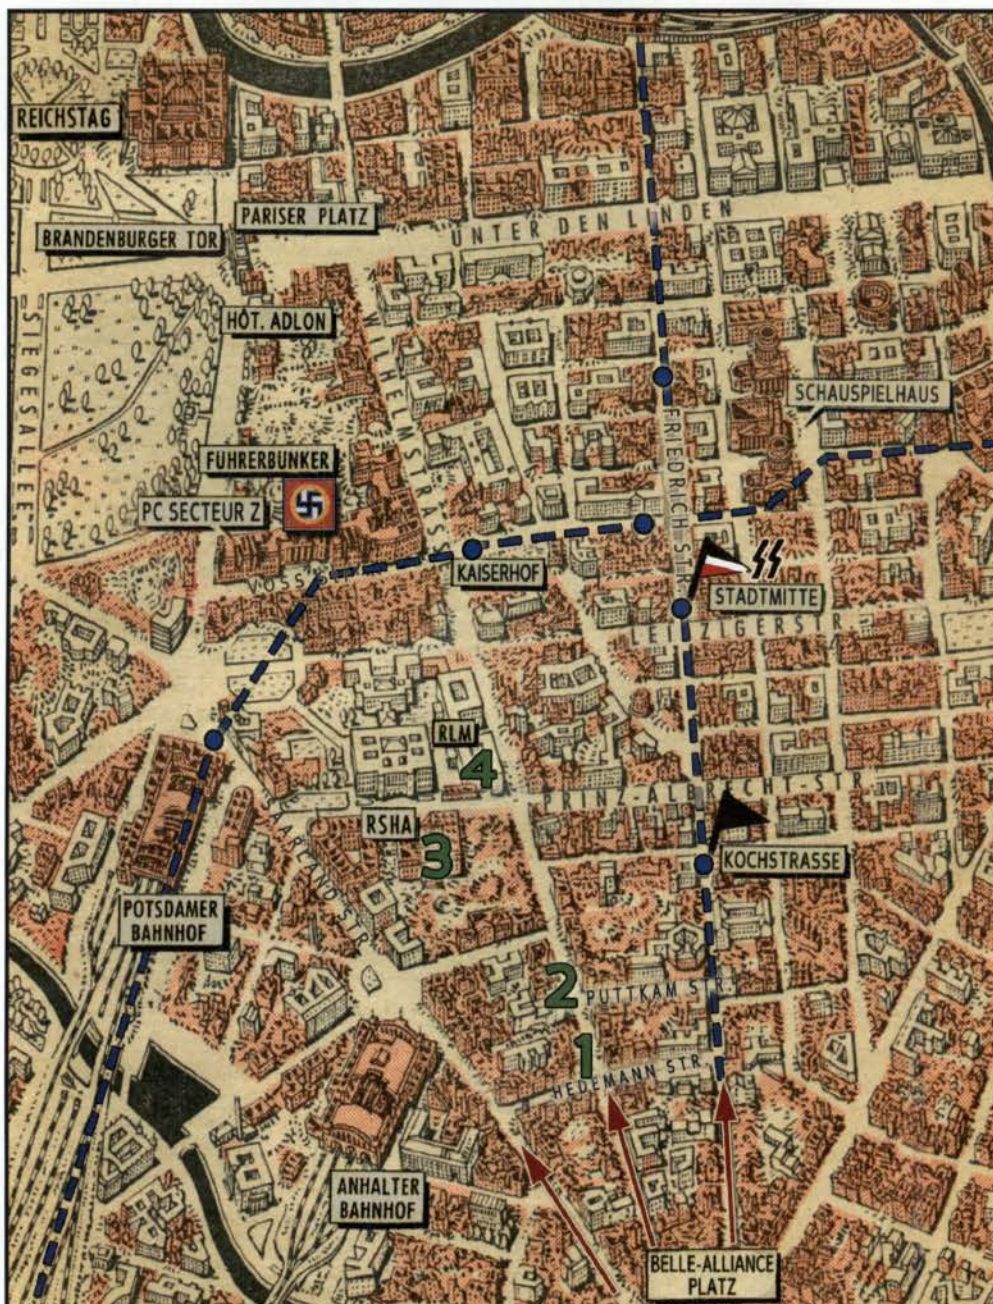 REICHSTAG
PARISER PLATZ
BRANDENBURGER TOR
UNTER DEN LINDEN
HÔT. ADLON
SIEGESALLEE
WILHELMSTRASSE
SCHAUSPIELHAUS
FRIEDRICH STR
FÜHRERBUNKER
PC SECTEUR Z
KAISERHOF
STADTMITTE
LEIPZIGERSTR
RLM
4
PRINZ-ALBRECHT-STR
RSHA
3
SAARLAND STR
KOCHSTRASSE
POTSDAMER
BAHNHOF
2
PUTTKAM STR
1
HEDEMANN STR
ANHALTER
BAHNHOF
BELLE-ALLIANCE
PLATZ